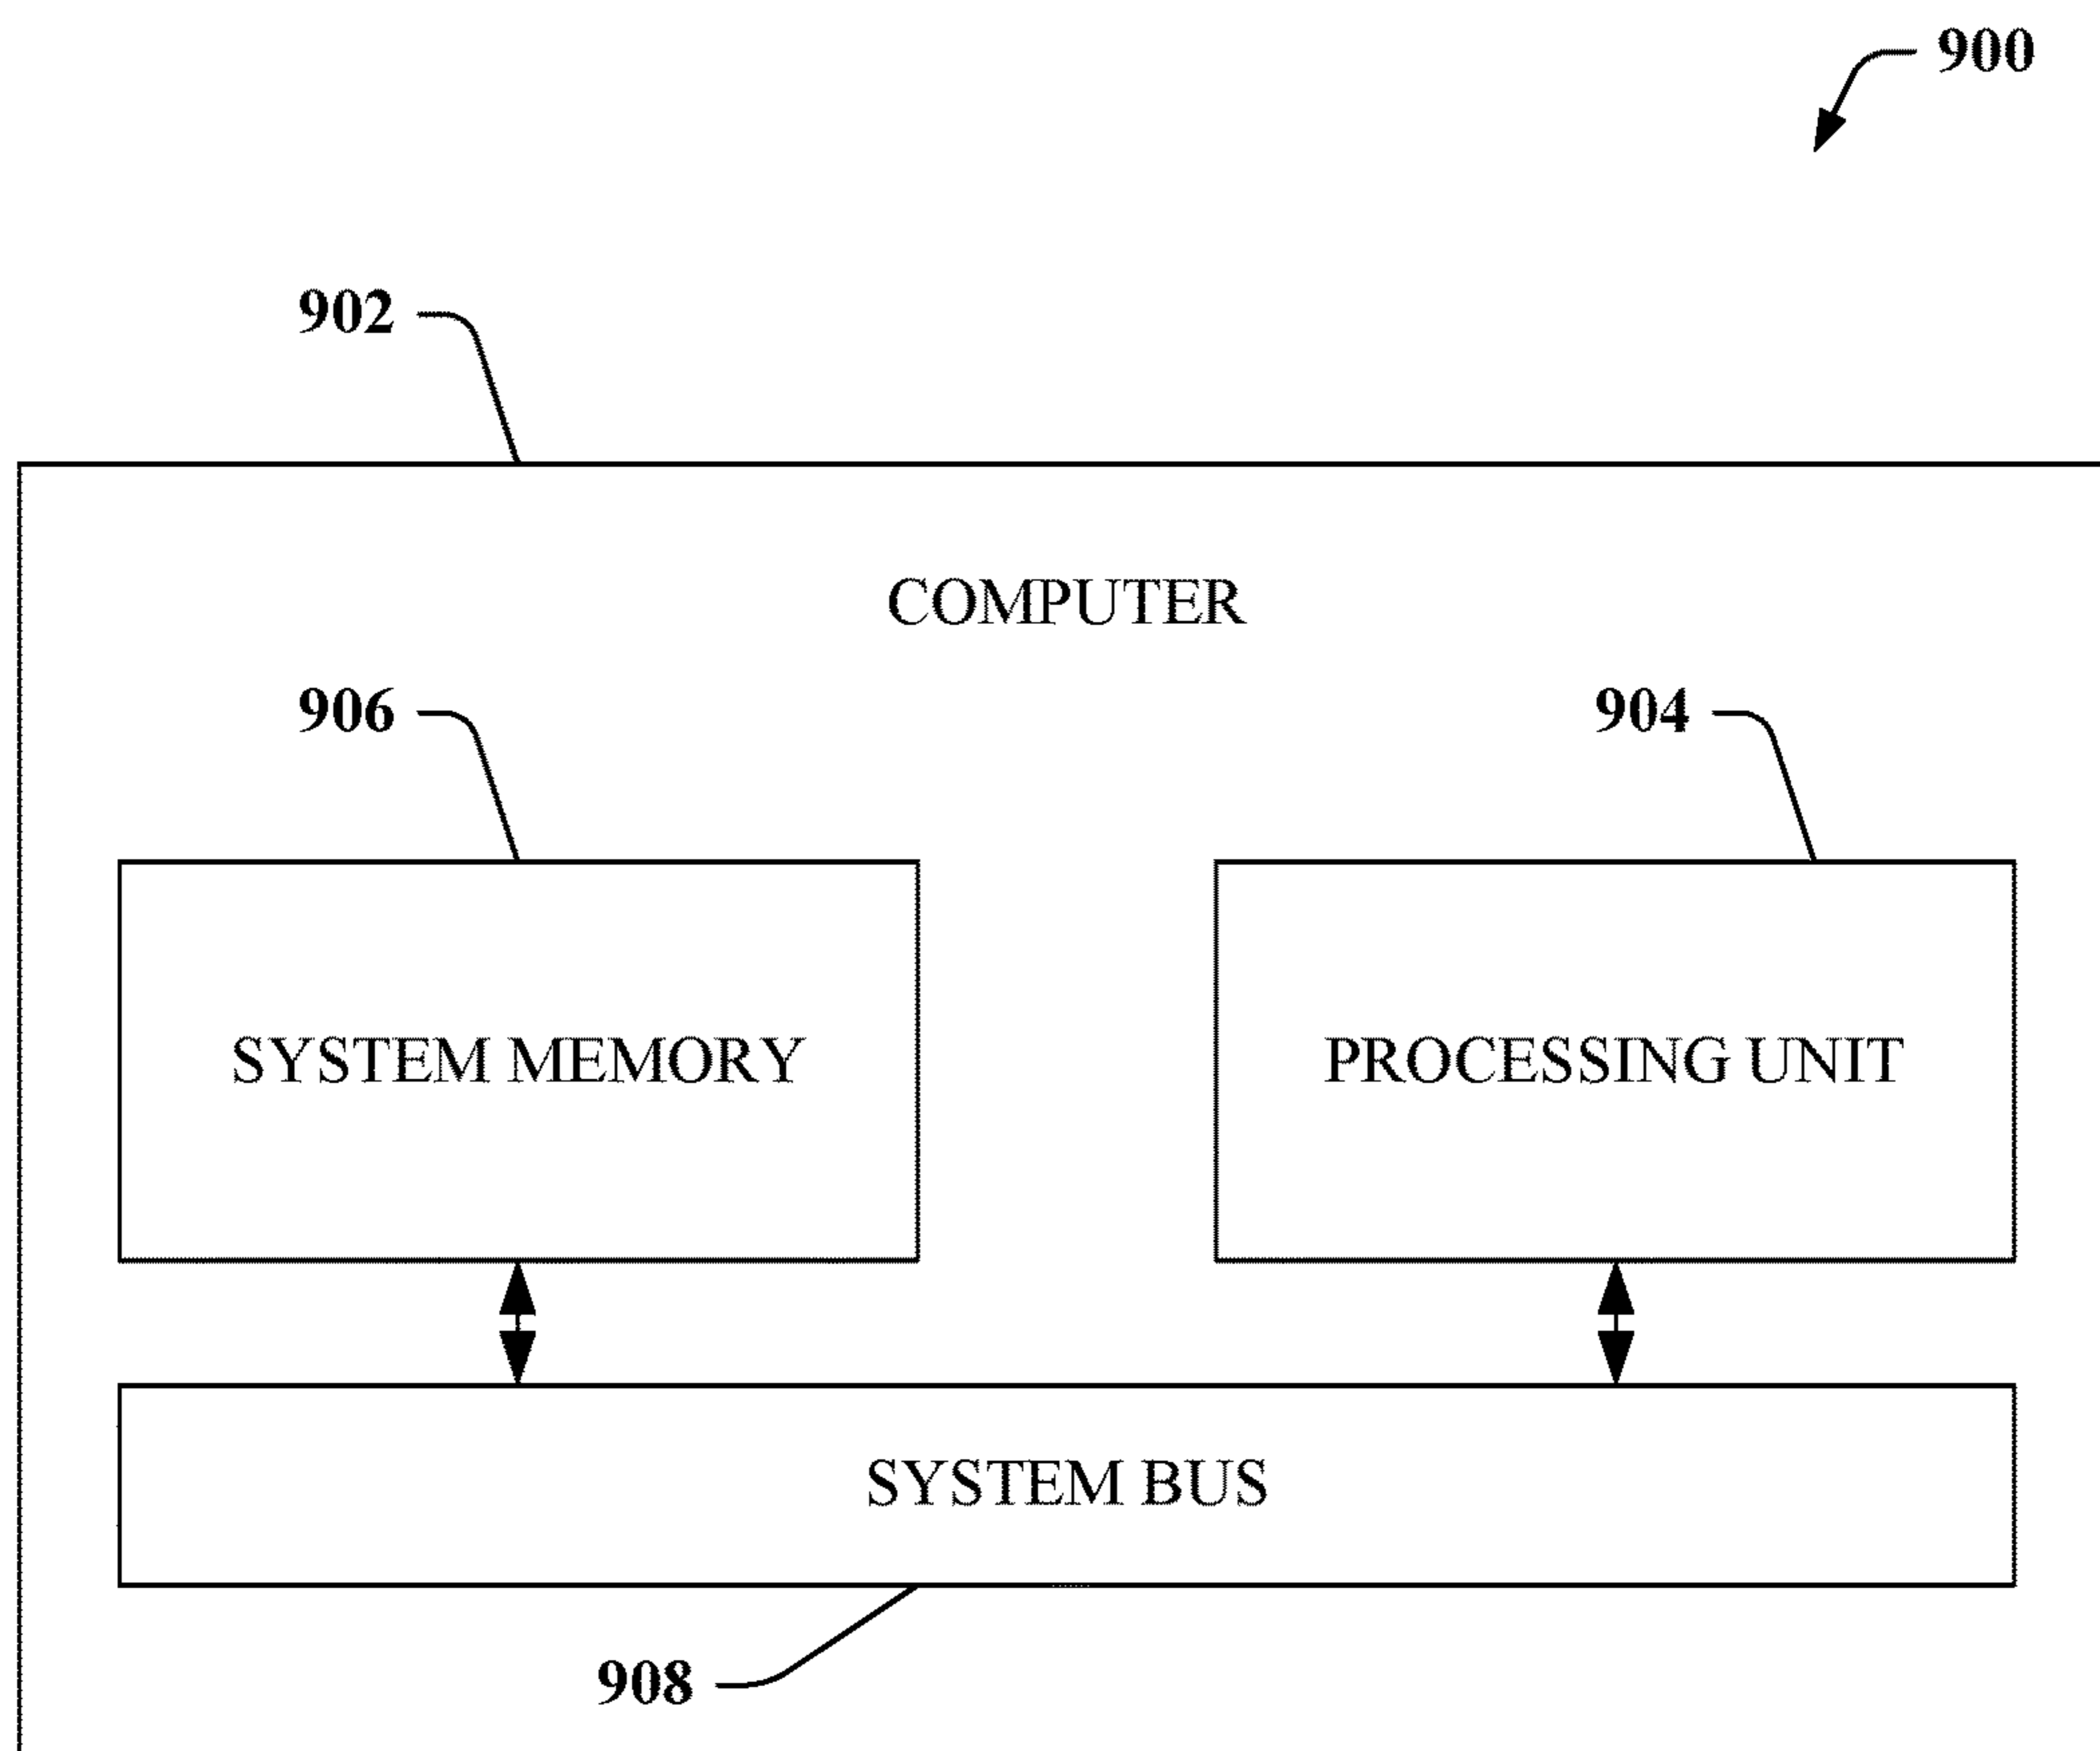 900
902
COMPUTER
906
904
SYSTEM MEMORY
PROCESSING UNIT
SYSTEM BUS
908